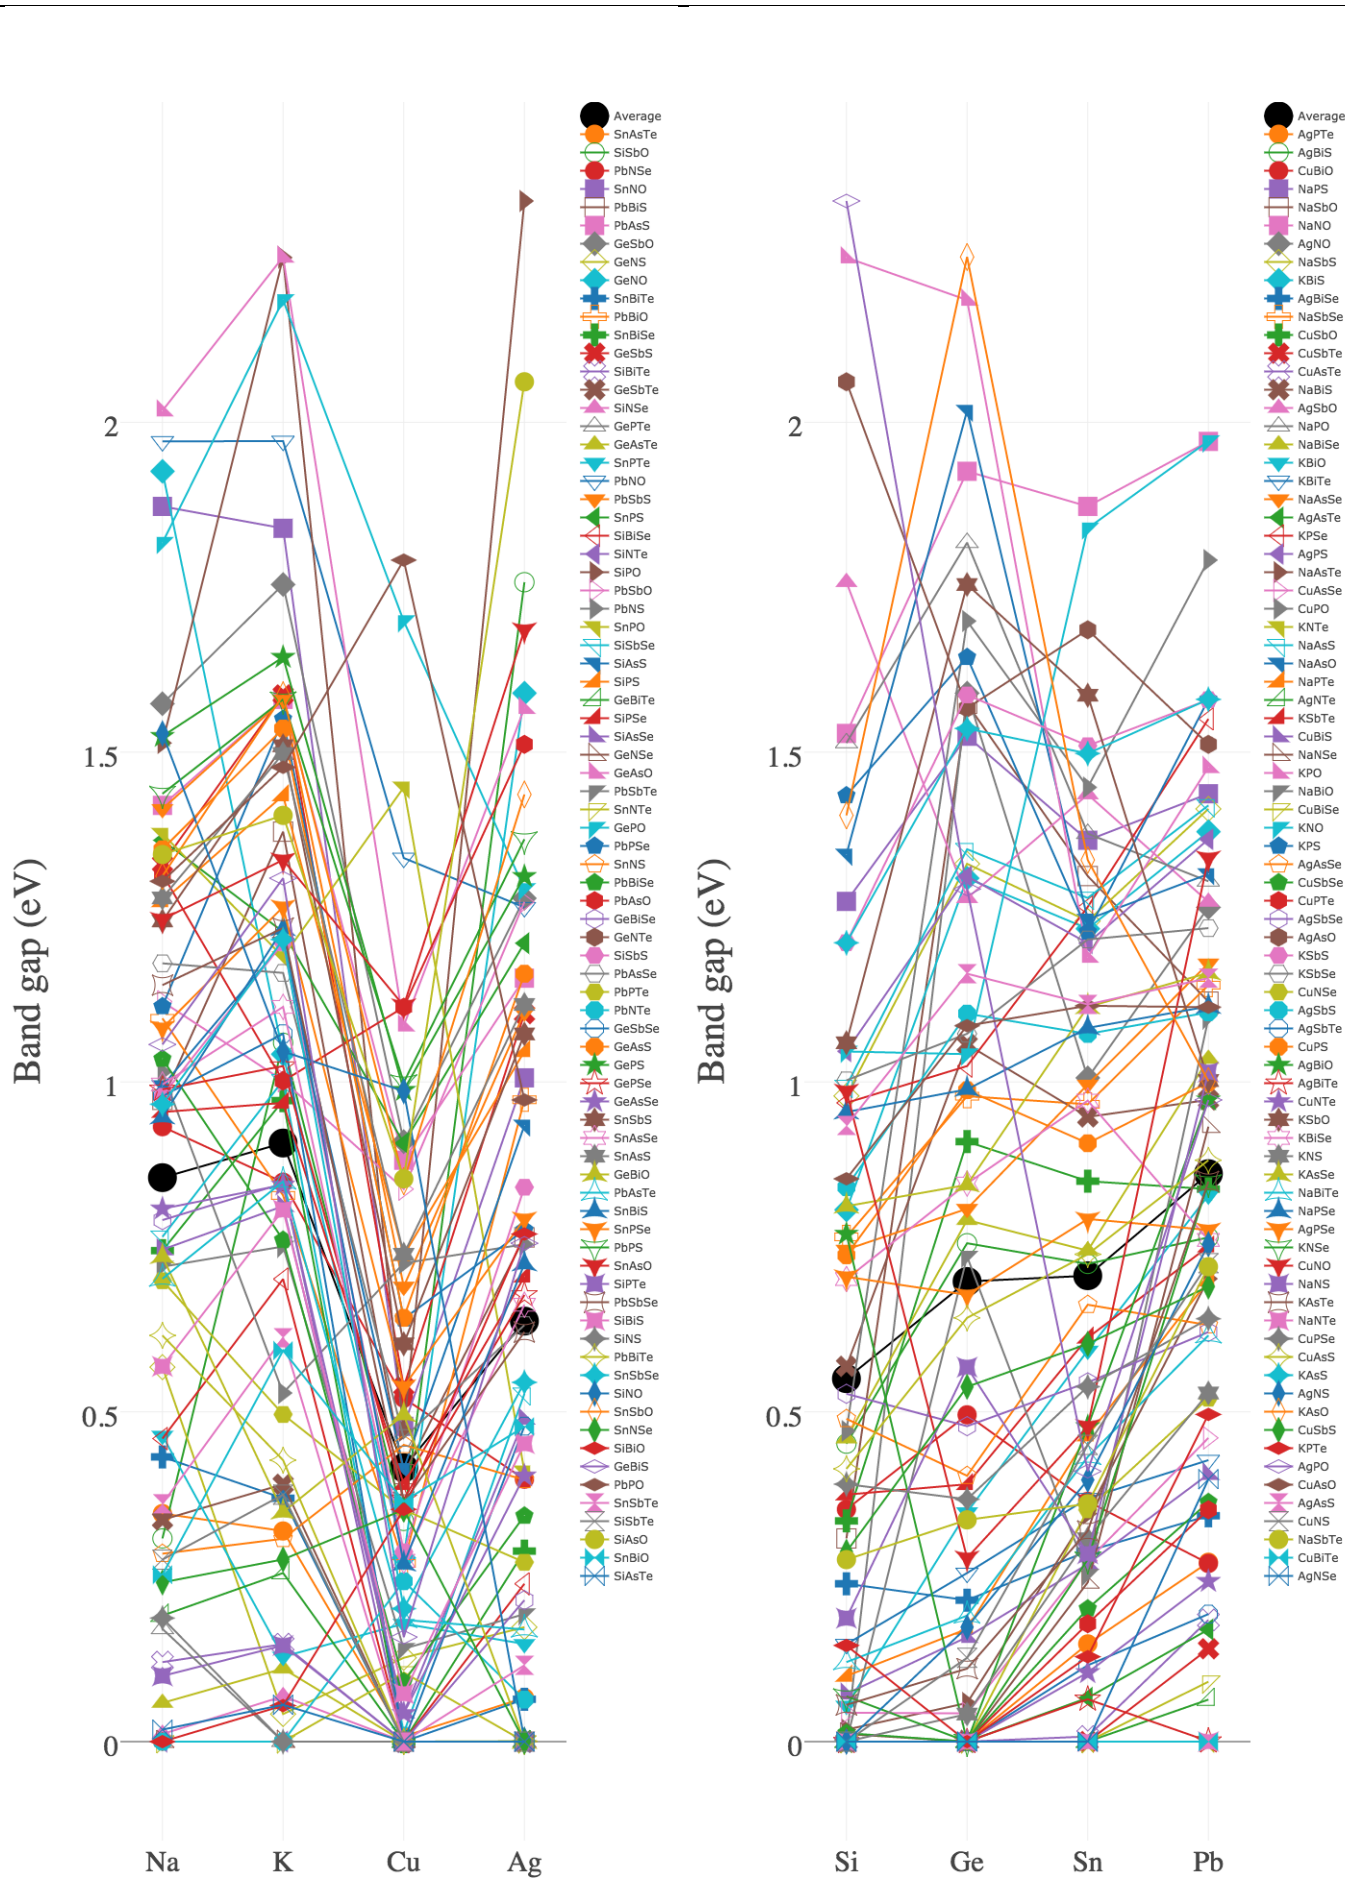 Band gap (eV)
2
1.5
1
0.5
0
Na K Cu Ag
Average
SnAsTe
SiSbO
PbNSe
SnNO
PbBiS
PbAsS
GeSbO
GeNS
GeNO
SnBiTe
PbBiO
SnBiSe
GeSbS
SiBiTe
GeSbTe
SiNSe
GePTe
GeAsTe
SnPTe
PbNO
PbSbS
SnPS
SiBiSe
SiNTe
SiPO
PbSbO
PbNS
SnPO
SiSbSe
SiAsS
SiPS
GeBiTe
SiPSe
SiAsSe
GeNSe
GeAsO
PbSbTe
SnNTe
GePO
PbPSe
SnNS
PbBiSe
PbAsO
GeBiSe
GeNTe
SiSbS
PbAsSe
PbPTe
PbNTe
GeSbSe
GeAsS
GePS
GePSe
GeAsSe
SnSbS
SnAsSe
SnAsS
GeBiO
PbAsTe
SnBiS
SnPSe
PbPS
SnAsO
SiPTe
PbSbSe
SiBiS
SiNS
PbBiTe
SnSbSe
SiNO
SnSbO
SnNSe
SiBiO
GeBiS
PbPO
SnSbTe
SiSbTe
SiAsO
SnBiO
SiAsTe
Band gap (eV)
2
1.5
1
0.5
0
Si Ge Sn Pb
Average
AgPTe
AgBiS
CuBiO
NaPS
NaSbO
NaNO
AgNO
NaSbS
KBiS
AgBiSe
NaSbSe
CuSbO
CuSbTe
CuAsTe
NaBiS
AgSbO
NaPO
NaBiSe
KBiO
KBiTe
NaAsSe
AgAsTe
KPSe
AgPS
NaAsTe
CuAsSe
CuPO
KNTe
NaAsS
NaAsO
NaPTe
AgNTe
KSbTe
CuBiS
NaNSe
KPO
NaBiO
CuBiSe
KNO
KPS
AgAsSe
CuSbSe
CuPTe
AgSbSe
AgAsO
KSbS
KSbSe
CuNSe
AgSbS
AgSbTe
CuPS
AgBiO
AgBiTe
CuNTe
KSbO
KBiSe
KNS
KAsSe
NaBiTe
NaPSe
AgPSe
KNSe
CuNO
NaNS
KAsTe
NaNTe
CuPSe
CuAsS
KAsS
AgNS
KAsO
CuSbS
KPTe
AgPO
CuAsO
AgAsS
CuNS
NaSbTe
CuBiTe
AgNSe